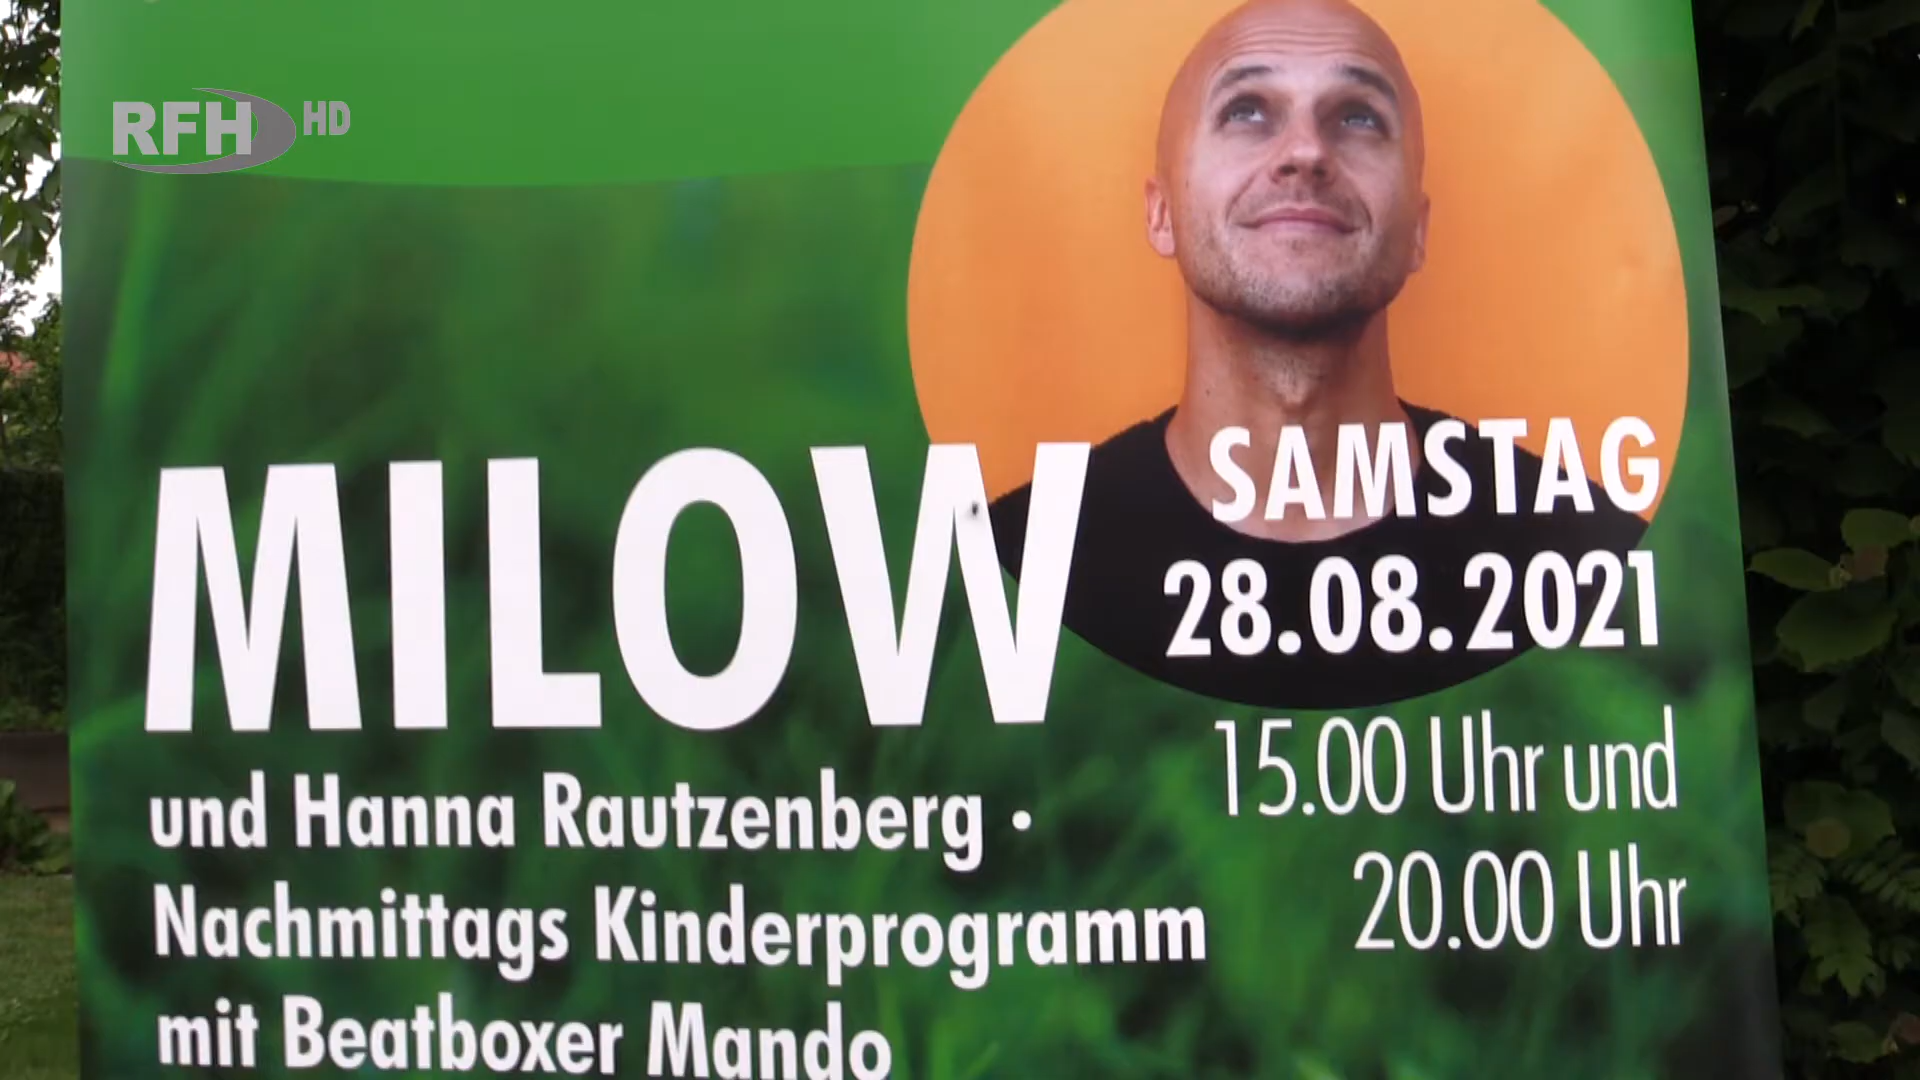 RFH HD
MILOW
SAMSTAG
28.08.2021
15.00 Uhr und
20.00 Uhr
und Hanna Rautzenberg •
Nachmittags Kinderprogramm
mit Beatboxer Mando